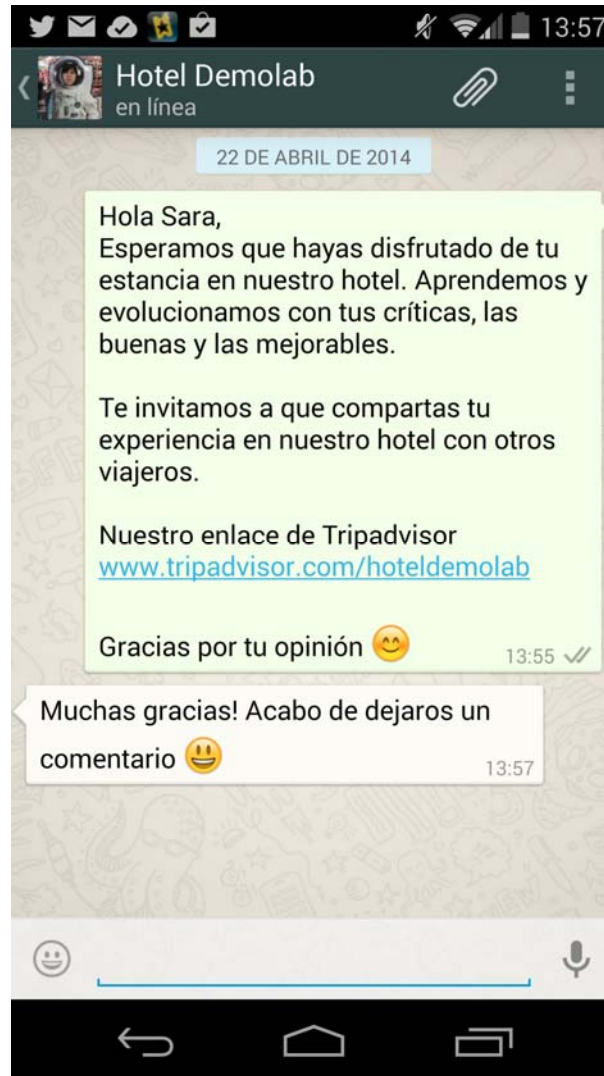 13:57
Hotel Demolab
en línea
22 DE ABRIL DE 2014
Hola Sara,
Esperamos que hayas disfrutado de tu
estancia en nuestro hotel. Aprendemos y
evolucionamos con tus críticas, las
buenas y las mejorables.
Te invitamos a que compartas tu
experiencia en nuestro hotel con otros
viajeros.
Nuestro enlace de Tripadvisor
www.tripadvisor.com/hoteldemolab
Gracias por tu opinión 😊
13:55
Muchas gracias! Acabo de dejaros un
comentario 😃
13:57